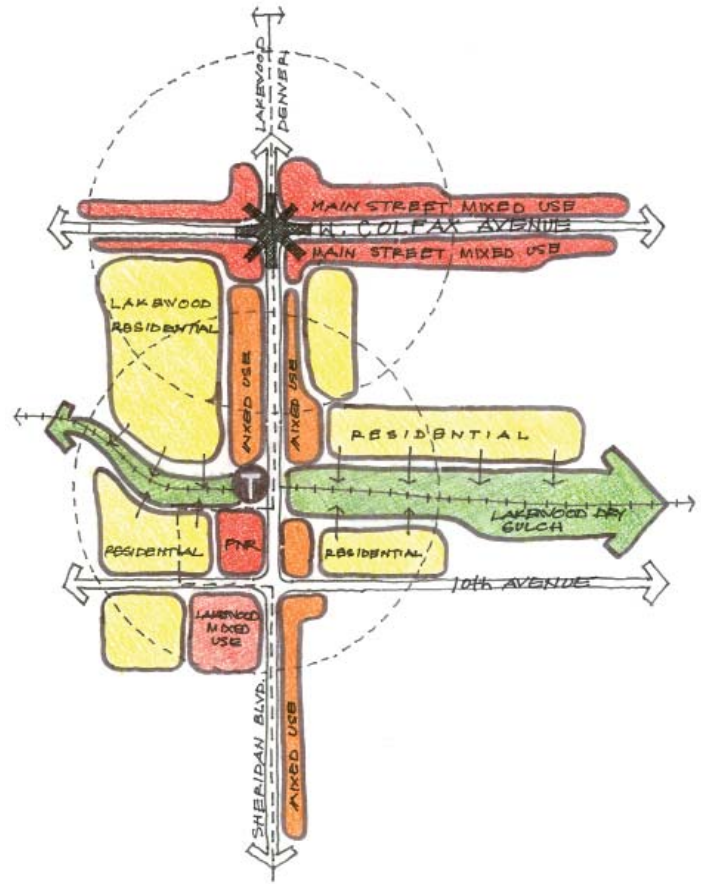 LAKEWOOD
DENVER
MAIN STREET MIXED USE
W. COLFAX AVENUE
MAIN STREET MIXED USE
LAKEWOOD
RESIDENTIAL
MIXED USE
MIXED USE
RESIDENTIAL
T
LAKEWOOD DRY
GULCH
RESIDENTIAL
PNR
RESIDENTIAL
10th AVENUE
LAKEWOOD
MIXED
USE
SHERIDAN BLVD.
MIXED USE